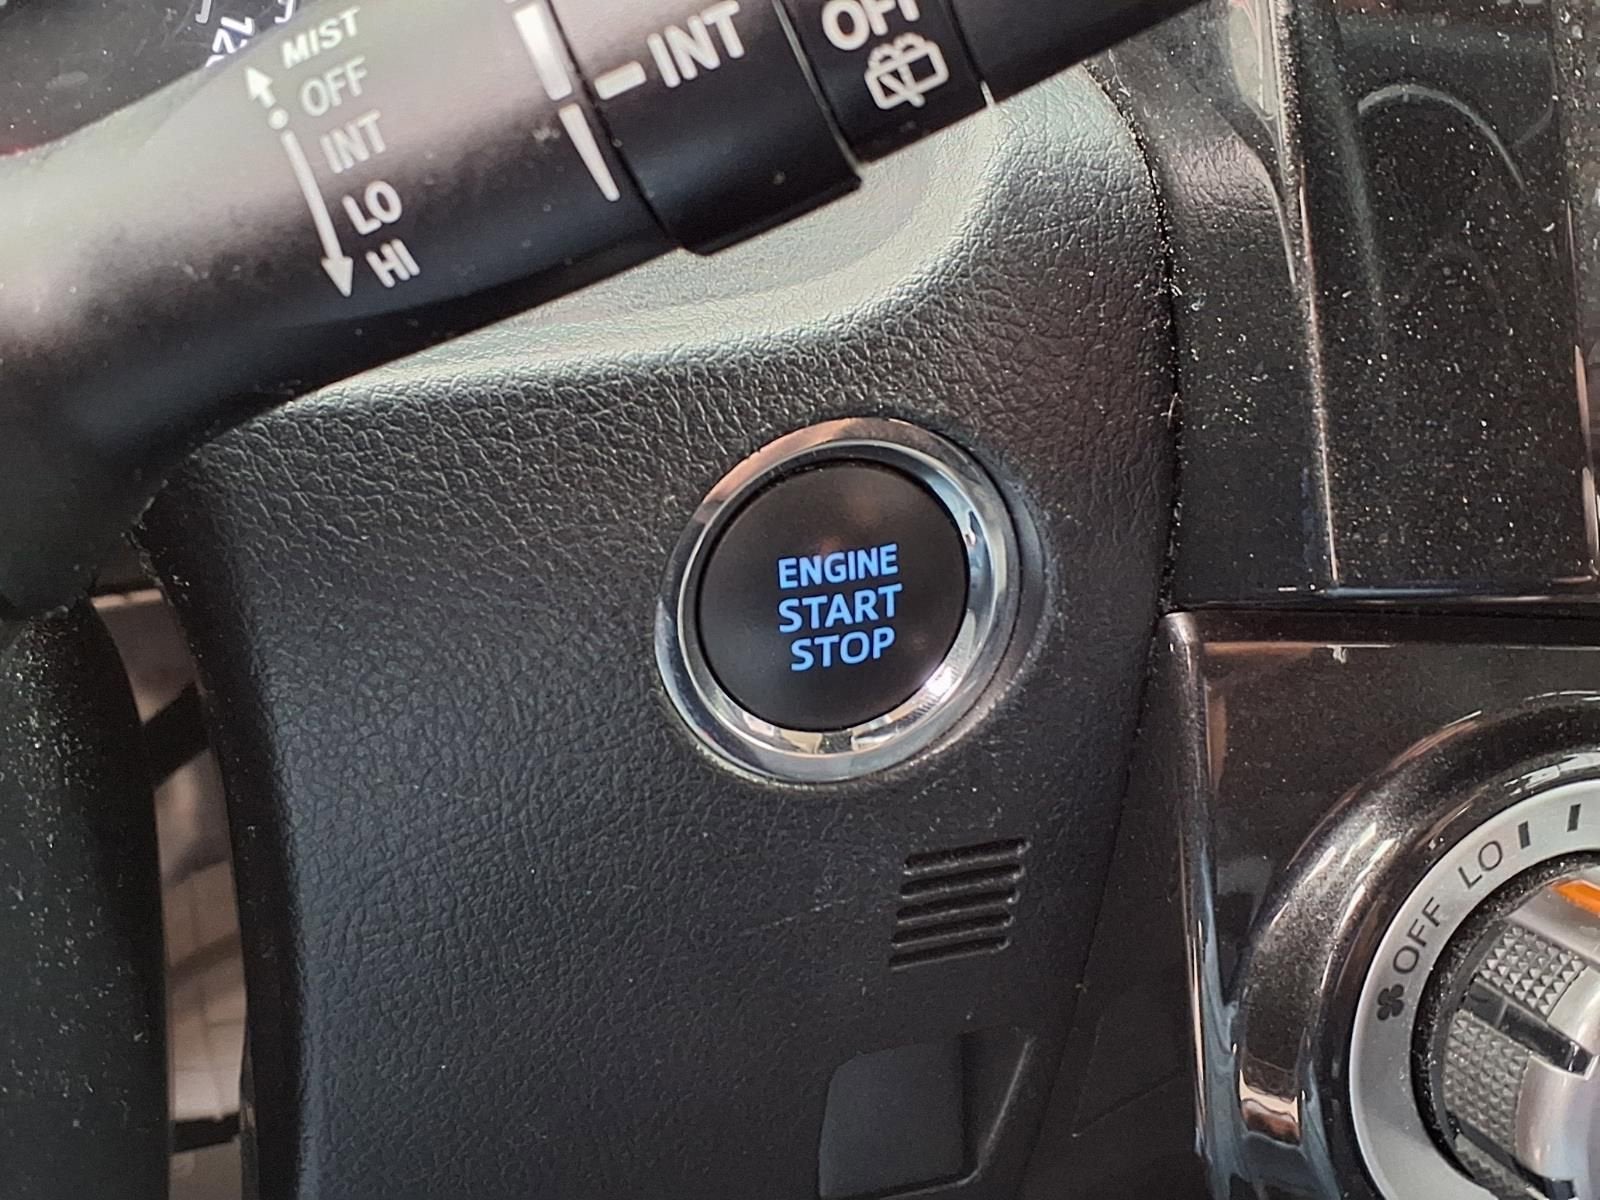 MIST
OFF
INT
LO
HI
INT
OFF
ENGINE
START
STOP
OFF LO